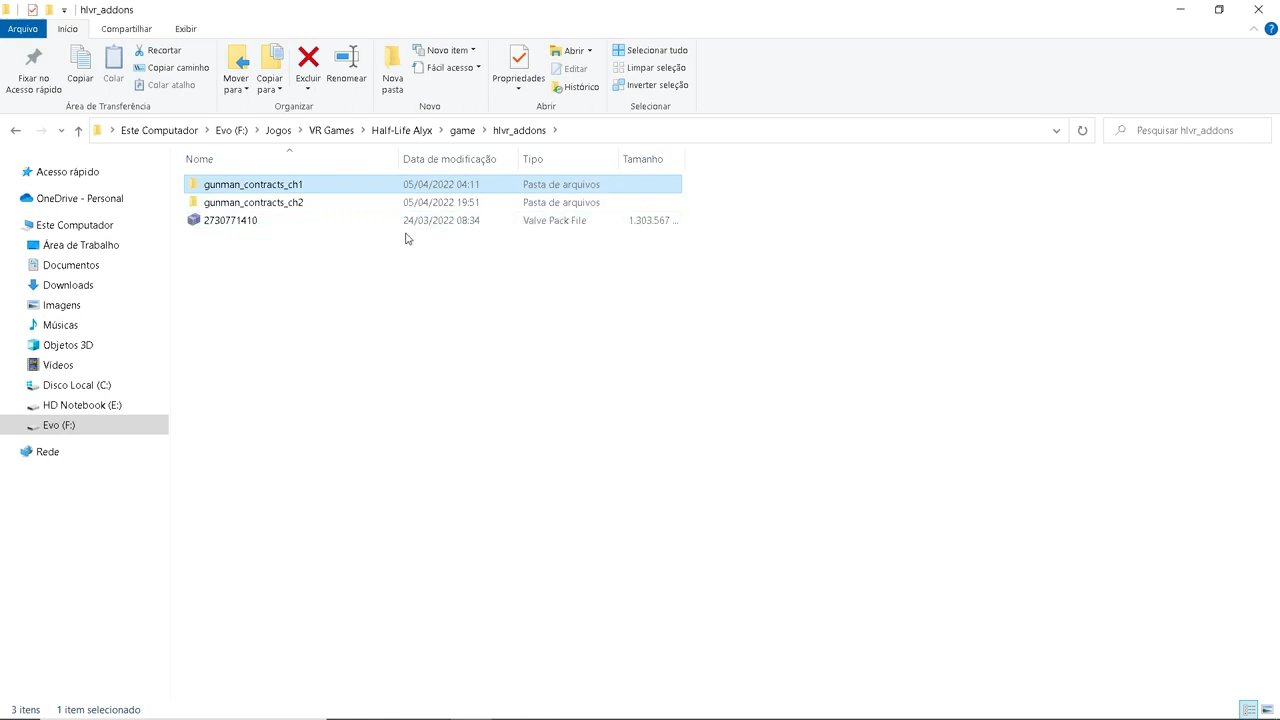 hlvr_addons
Arquivo Início Compartilhar Exibir
Fixar no Acesso rápido
Copiar
Colar
Recortar
Copiar caminho
Colar atalho
Mover para
Copiar para
Excluir
Renomear
Nova pasta
Novo item
Fácil acesso
Propriedades
Abrir
Editar
Histórico
Selecionar tudo
Limpar seleção
Inverter seleção
Área de Transferência Organizar Novo Abrir Selecionar
Este Computador Evo (F:) Jogos VR Games Half-Life Alyx game hlvr_addons
Pesquisar hlvr_addons
Acesso rápido
OneDrive - Personal
Este Computador
Área de Trabalho
Documentos
Downloads
Imagens
Músicas
Objetos 3D
Vídeos
Disco Local (C:)
HD Notebook (E:)
Evo (F:)
Rede
Nome Data de modificação Tipo Tamanho
gunman_contracts_ch1 05/04/2022 04:11 Pasta de arquivos
gunman_contracts_ch2 05/04/2022 19:51 Pasta de arquivos
2730771410 24/03/2022 08:34 Valve Pack File 1.303.567 ...
3 itens 1 item selecionado